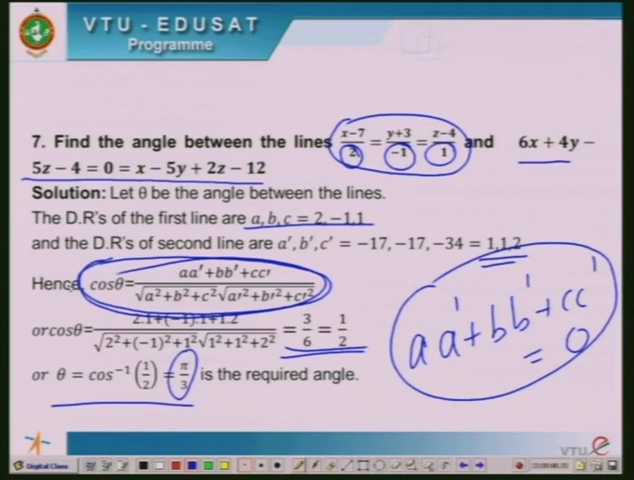 VTU - EDUSAT
Programme
7. Find the angle between the lines x−7/2 = y+3/−1 = z−4/1 and 6x + 4y −
5z − 4 = 0 = x − 5y + 2z − 12
Solution: Let θ be the angle between the lines.
The D.R's of the first line are a, b, c = 2, −1,1
and the D.R's of second line are a′, b′, c′ = −17, −17, −34 = 1,1,2
Hence, cosθ= aa′+bb′+cc′/√a²+b²+c²√a′²+b′²+c′²
orcosθ= 2.1+(−1).1+1.2/√2²+(−1)²+1²√1²+1²+2² = 3/6 = 1/2
or θ = cos⁻¹(1/2) = π/3 is the required angle.
aa′+bb′+cc′
= 0
VTU e
Digital Class